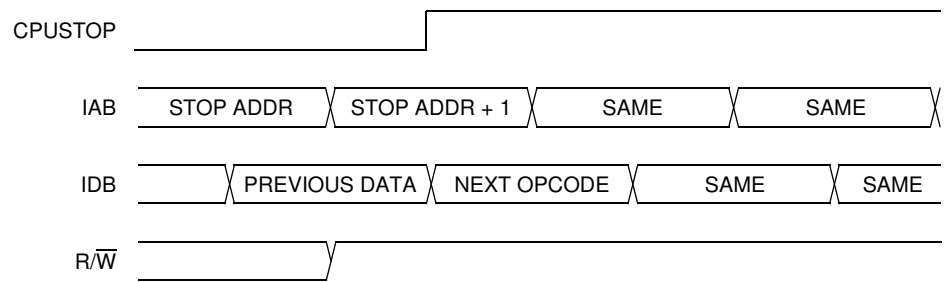 CPUSTOP
IAB STOP ADDR STOP ADDR + 1 SAME SAME
IDB PREVIOUS DATA NEXT OPCODE SAME SAME
R/W̅